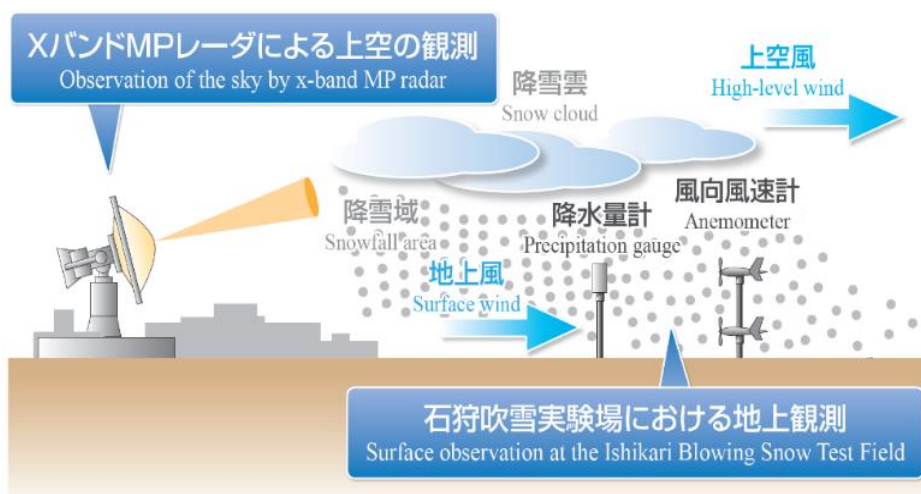 XバンドMPレーダによる上空の観測
Observation of the sky by x-band MP radar
上空風
High-level wind
降雪雲
Snow cloud
風向風速計
Anemometer
降雪域
Snowfall area
降水量計
Precipitation gauge
地上風
Surface wind
石狩吹雪実験場における地上観測
Surface observation at the Ishikari Blowing Snow Test Field